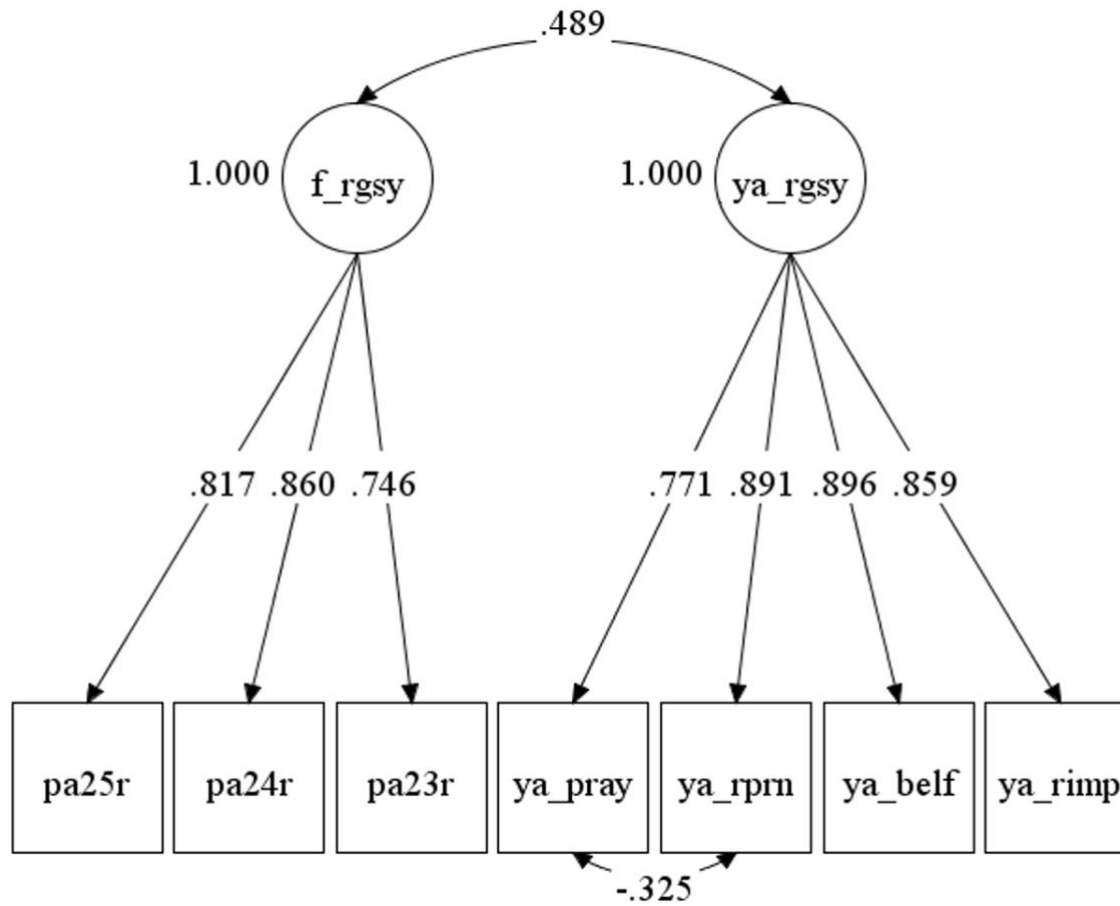 .489
1.000 f_rgsy 1.000 ya_rgsy
.817 .860 .746 .771 .891 .896 .859
pa25r pa24r pa23r ya_pray ya_rprn ya_belf ya_rimp
-.325